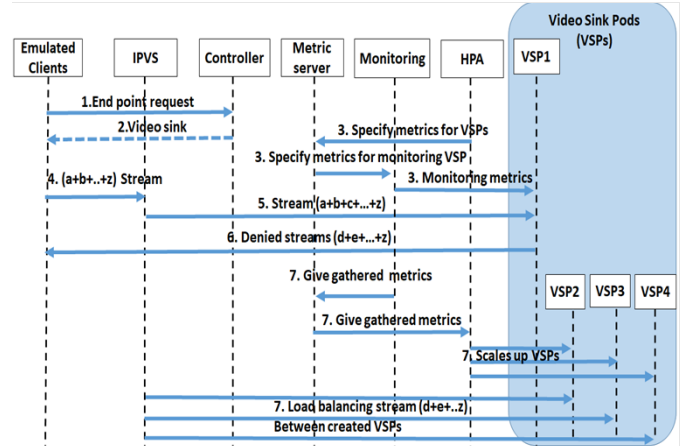 Video Sink Pods
(VSPs)
Emulated
Clients
IPVS
Controller
Metric
server
Monitoring
HPA
VSP1
1.End point request
2.Video sink
3. Specify metrics for VSPs
3. Specify metrics for monitoring VSP
4. (a+b+..+z) Stream
3. Monitoring metrics
5. Stream (a+b+c+...+z)
6. Denied streams (d+e+...+z)
7. Give gathered metrics
VSP2
VSP3
VSP4
7. Give gathered metrics
7. Scales up VSPs
7. Load balancing stream (d+e+..z)
Between created VSPs